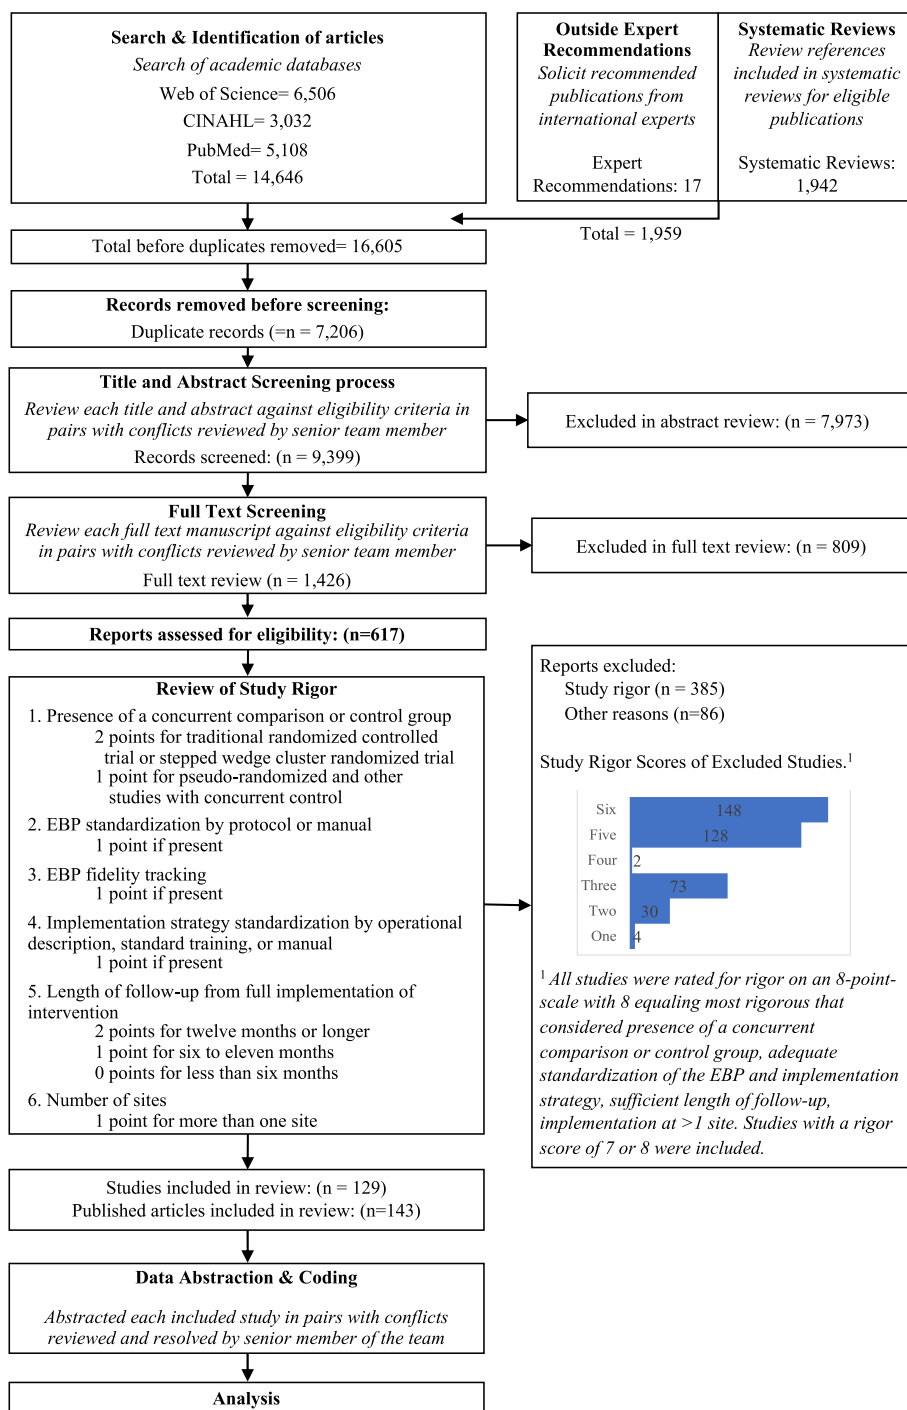 Search & Identification of articles
Search of academic databases
Web of Science= 6,506
CINAHL= 3,032
PubMed= 5,108
Total = 14,646
Outside Expert
Recommendations
Solicit recommended
publications from
international experts
Expert
Recommendations: 17
Systematic Reviews
Review references
included in systematic
reviews for eligible
publications
Systematic Reviews:
1,942
Total = 1,959
Total before duplicates removed= 16,605
Records removed before screening:
Duplicate records (=n = 7,206)
Title and Abstract Screening process
Review each title and abstract against eligibility criteria in
pairs with conflicts reviewed by senior team member
Records screened: (n = 9,399)
Excluded in abstract review: (n = 7,973)
Full Text Screening
Review each full text manuscript against eligibility criteria
in pairs with conflicts reviewed by senior team member
Full text review (n = 1,426)
Excluded in full text review: (n = 809)
Reports assessed for eligibility: (n=617)
Review of Study Rigor
1. Presence of a concurrent comparison or control group
2 points for traditional randomized controlled
trial or stepped wedge cluster randomized trial
1 point for pseudo-randomized and other
studies with concurrent control
2. EBP standardization by protocol or manual
1 point if present
3. EBP fidelity tracking
1 point if present
4. Implementation strategy standardization by operational
description, standard training, or manual
1 point if present
5. Length of follow-up from full implementation of
intervention
2 points for twelve months or longer
1 point for six to eleven months
0 points for less than six months
6. Number of sites
1 point for more than one site
Reports excluded:
Study rigor (n = 385)
Other reasons (n=86)
Study Rigor Scores of Excluded Studies.1
Six 148
Five 128
Four 2
Three 73
Two 30
One 4
1 All studies were rated for rigor on an 8-point-
scale with 8 equaling most rigorous that
considered presence of a concurrent
comparison or control group, adequate
standardization of the EBP and implementation
strategy, sufficient length of follow-up,
implementation at >1 site. Studies with a rigor
score of 7 or 8 were included.
Studies included in review: (n = 129)
Published articles included in review: (n=143)
Data Abstraction & Coding
Abstracted each included study in pairs with conflicts
reviewed and resolved by senior member of the team
Analysis